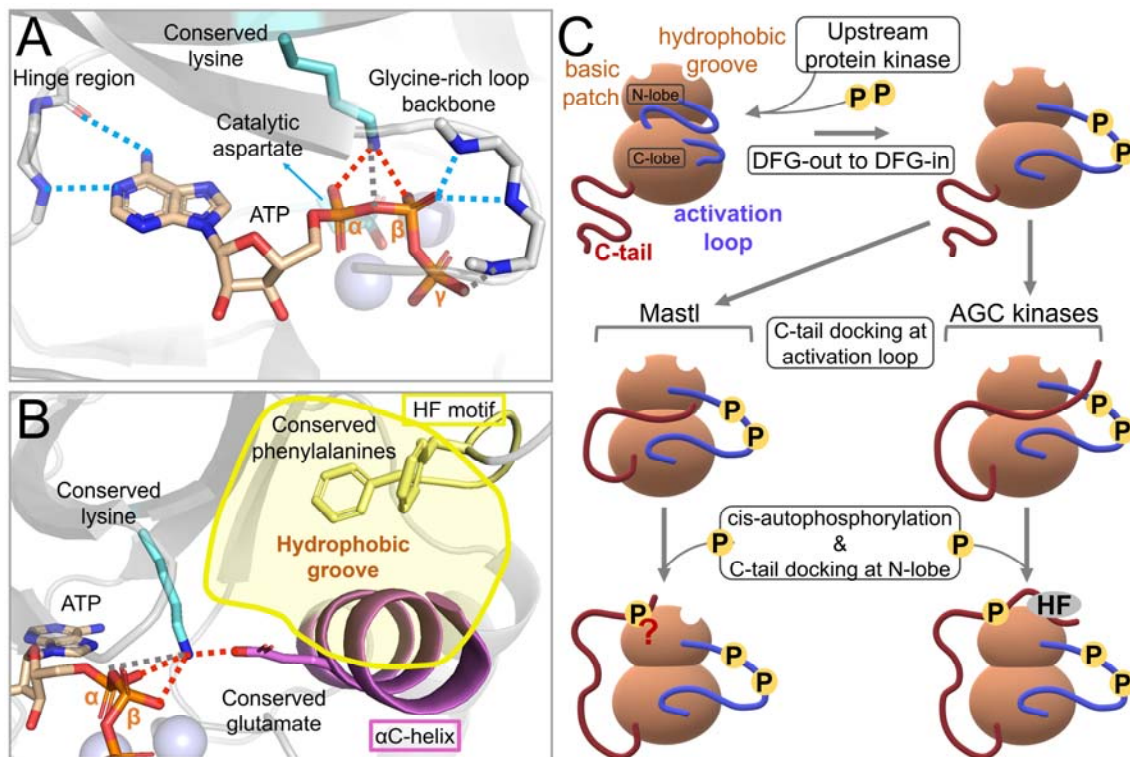 A
Conserved
lysine
Hinge region
Glycine-rich loop
backbone
Catalytic
aspartate
ATP
α
β
γ
B
HF motif
Conserved
phenylalanines
Conserved
lysine
Hydrophobic
groove
ATP
α
β
Conserved
glutamate
αC-helix
C
hydrophobic
groove
basic
patch
Upstream
protein kinase
N-lobe
P P
C-lobe
DFG-out to DFG-in
activation
loop
C-tail
P
P
Mastl
C-tail docking at
activation loop
AGC kinases
P
P
P
P
cis-autophosphorylation
&
C-tail docking at N-lobe
P
P
P
?
P
P
P
HF
P
P